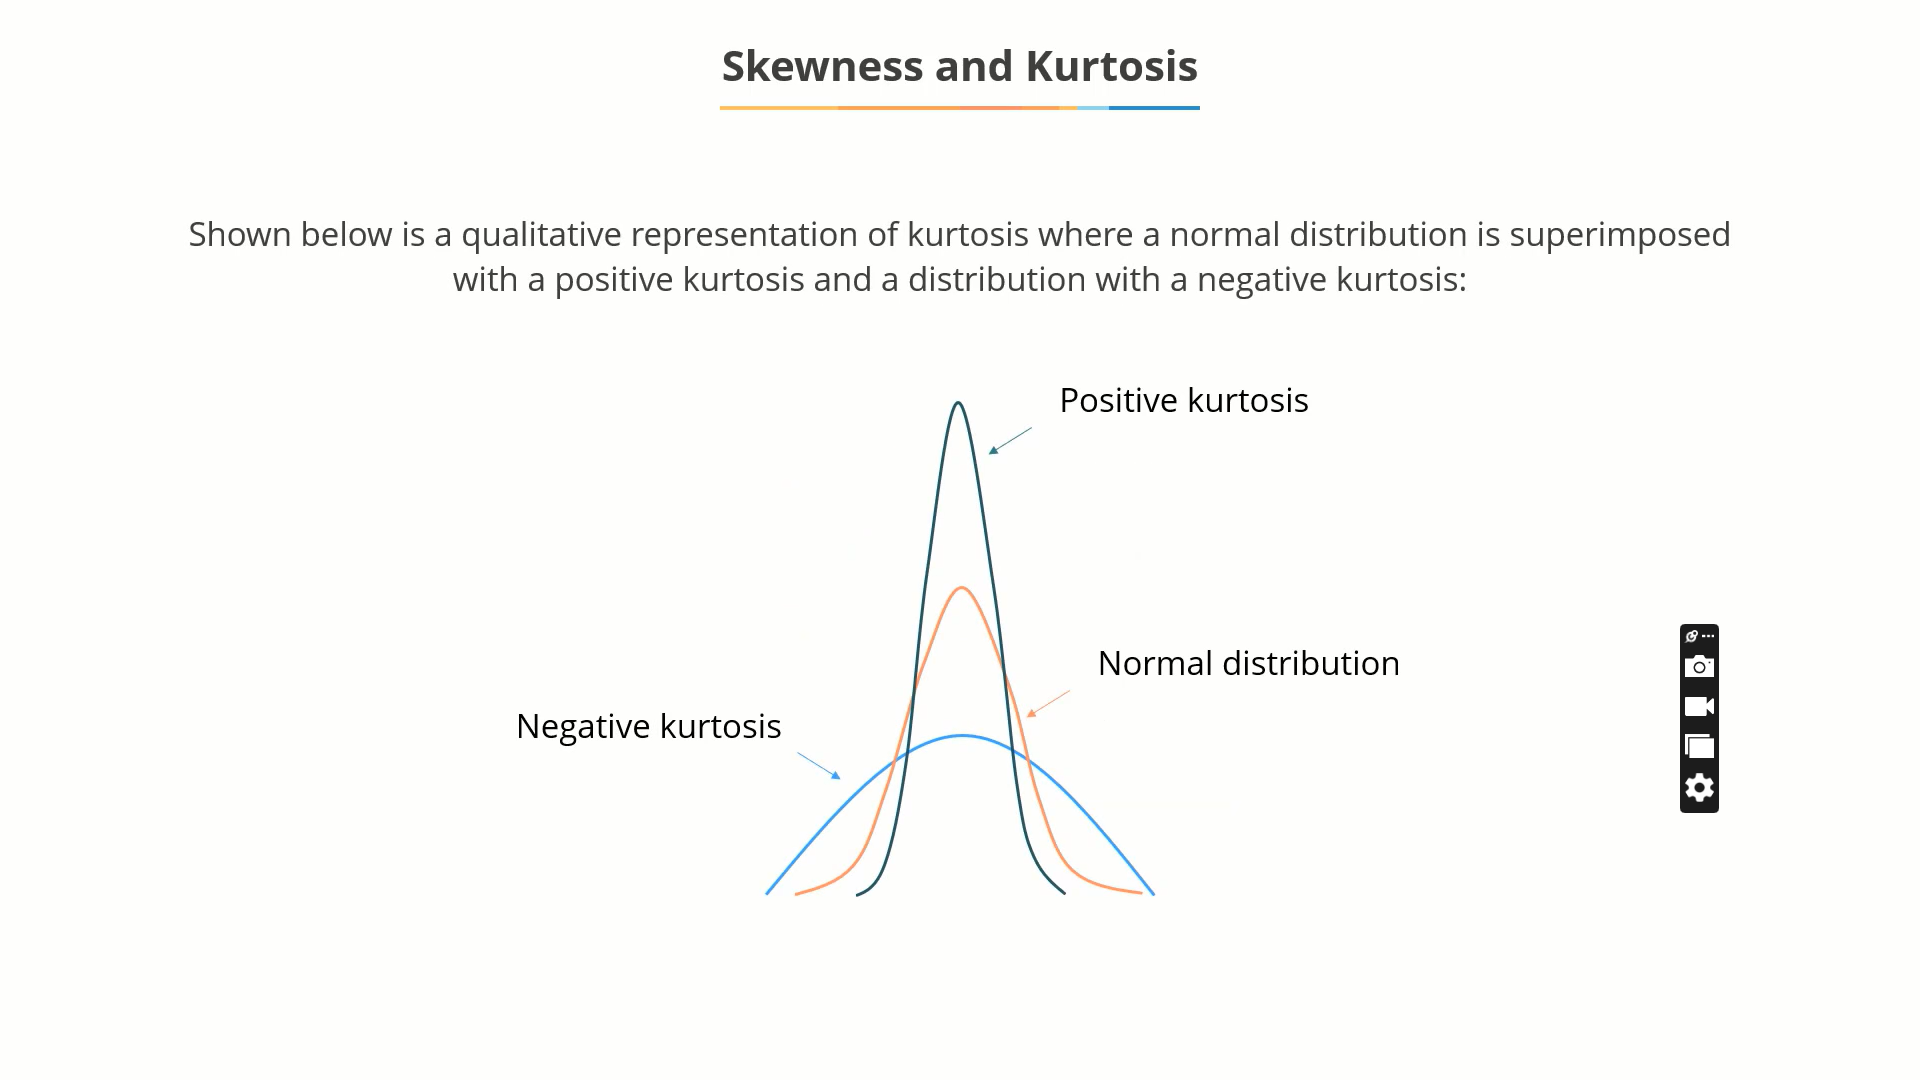 Skewness and Kurtosis
Shown below is a qualitative representation of kurtosis where a normal distribution is superimposed
with a positive kurtosis and a distribution with a negative kurtosis:
Positive kurtosis
Normal distribution
Negative kurtosis